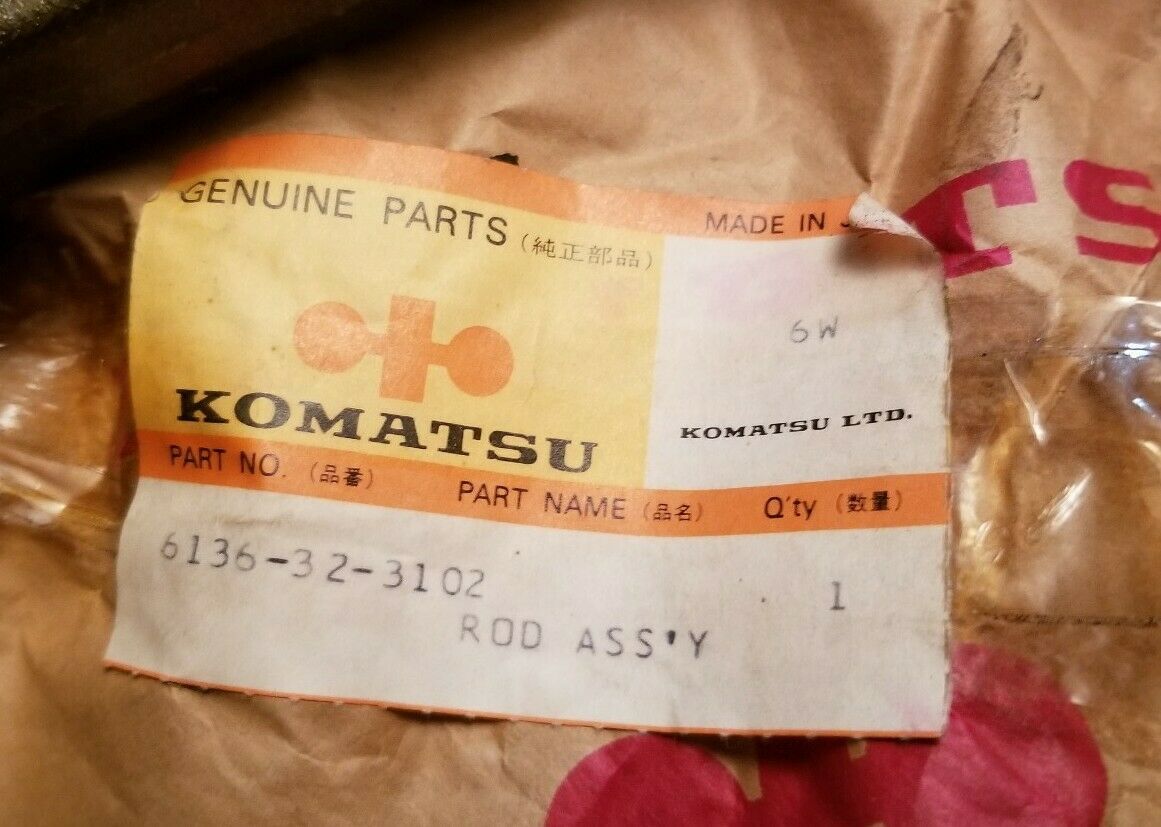 GENUINE PARTS (純正部品)
MADE IN
6W
KOMATSU
KOMATSU LTD.
PART NO. (品番) PART NAME (品名) Q'ty (数量)
6136-32-3102 1
ROD ASS'Y
TS